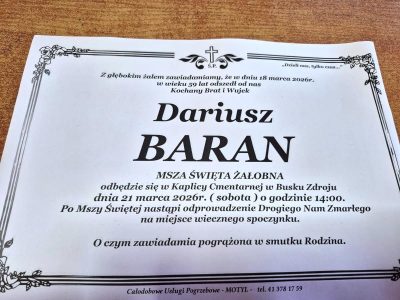 „Dzieli nas, tylko czas..."
Ś.P.
Z głębokim żalem zawiadamiamy, że w dniu 18 marca 2026r.
w wieku 59 lat odszedł od nas
Kochany Brat i Wujek
Dariusz
BARAN
MSZA ŚWIĘTA ŻAŁOBNA
odbędzie się w Kaplicy Cmentarnej w Busku Zdroju
dnia 21 marca 2026r. ( sobota ) o godzinie 14:00.
Po Mszy Świętej nastąpi odprowadzenie Drogiego Nam Zmarłego
na miejsce wiecznego spoczynku.
O czym zawiadamia pogrążona w smutku Rodzina.
Całodobowe Usługi Pogrzebowe - MOTYL - tel. 41 378 17 59